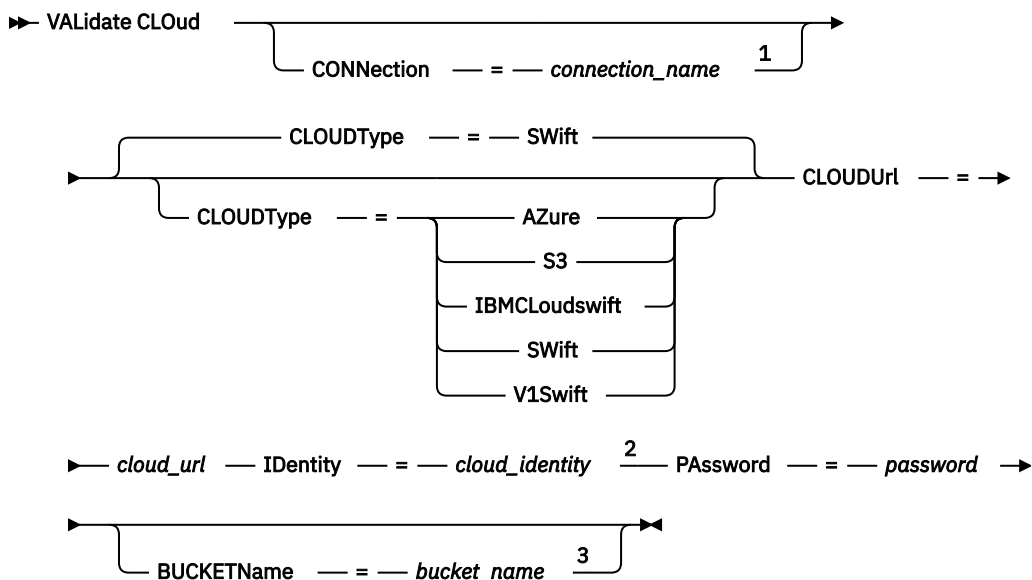 VALidate CLOud
CONNection = connection_name 1
CLOUDType = SWift
CLOUDUrl =
CLOUDType = AZure
S3
IBMCLoudswift
SWift
V1Swift
cloud_url IDentity = cloud_identity 2 PAssword = password
BUCKETName = bucket_name 3